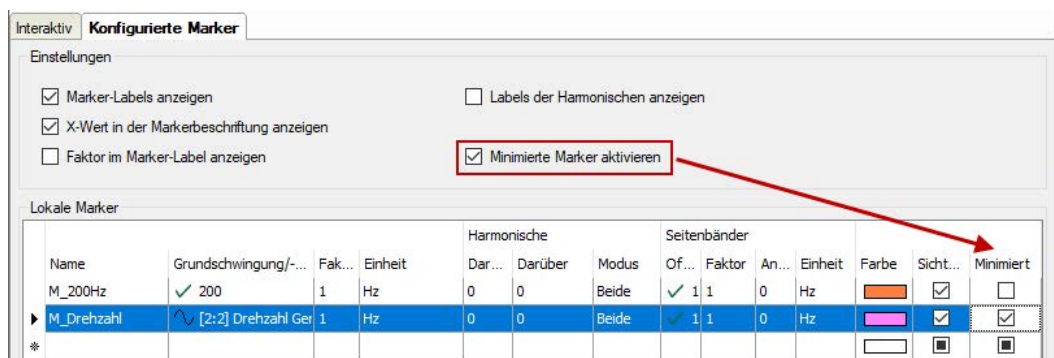 Interaktiv Konfigurierte Marker
Einstellungen
Marker-Labels anzeigen Labels der Harmonischen anzeigen
X-Wert in der Markerbeschriftung anzeigen
Faktor im Marker-Label anzeigen Minimierte Marker aktivieren
Lokale Marker
Harmonische Seitenbänder
Name Grundschwingung/-... Fak... Einheit Dar... Darüber Modus Of... Faktor An... Einheit Farbe Sicht... Minimiert
M_200Hz 200 1 Hz 0 0 Beide 1 1 0 Hz
M_Drehzahl [2:2] Drehzahl Ger 1 Hz 0 0 Beide 1 1 0 Hz